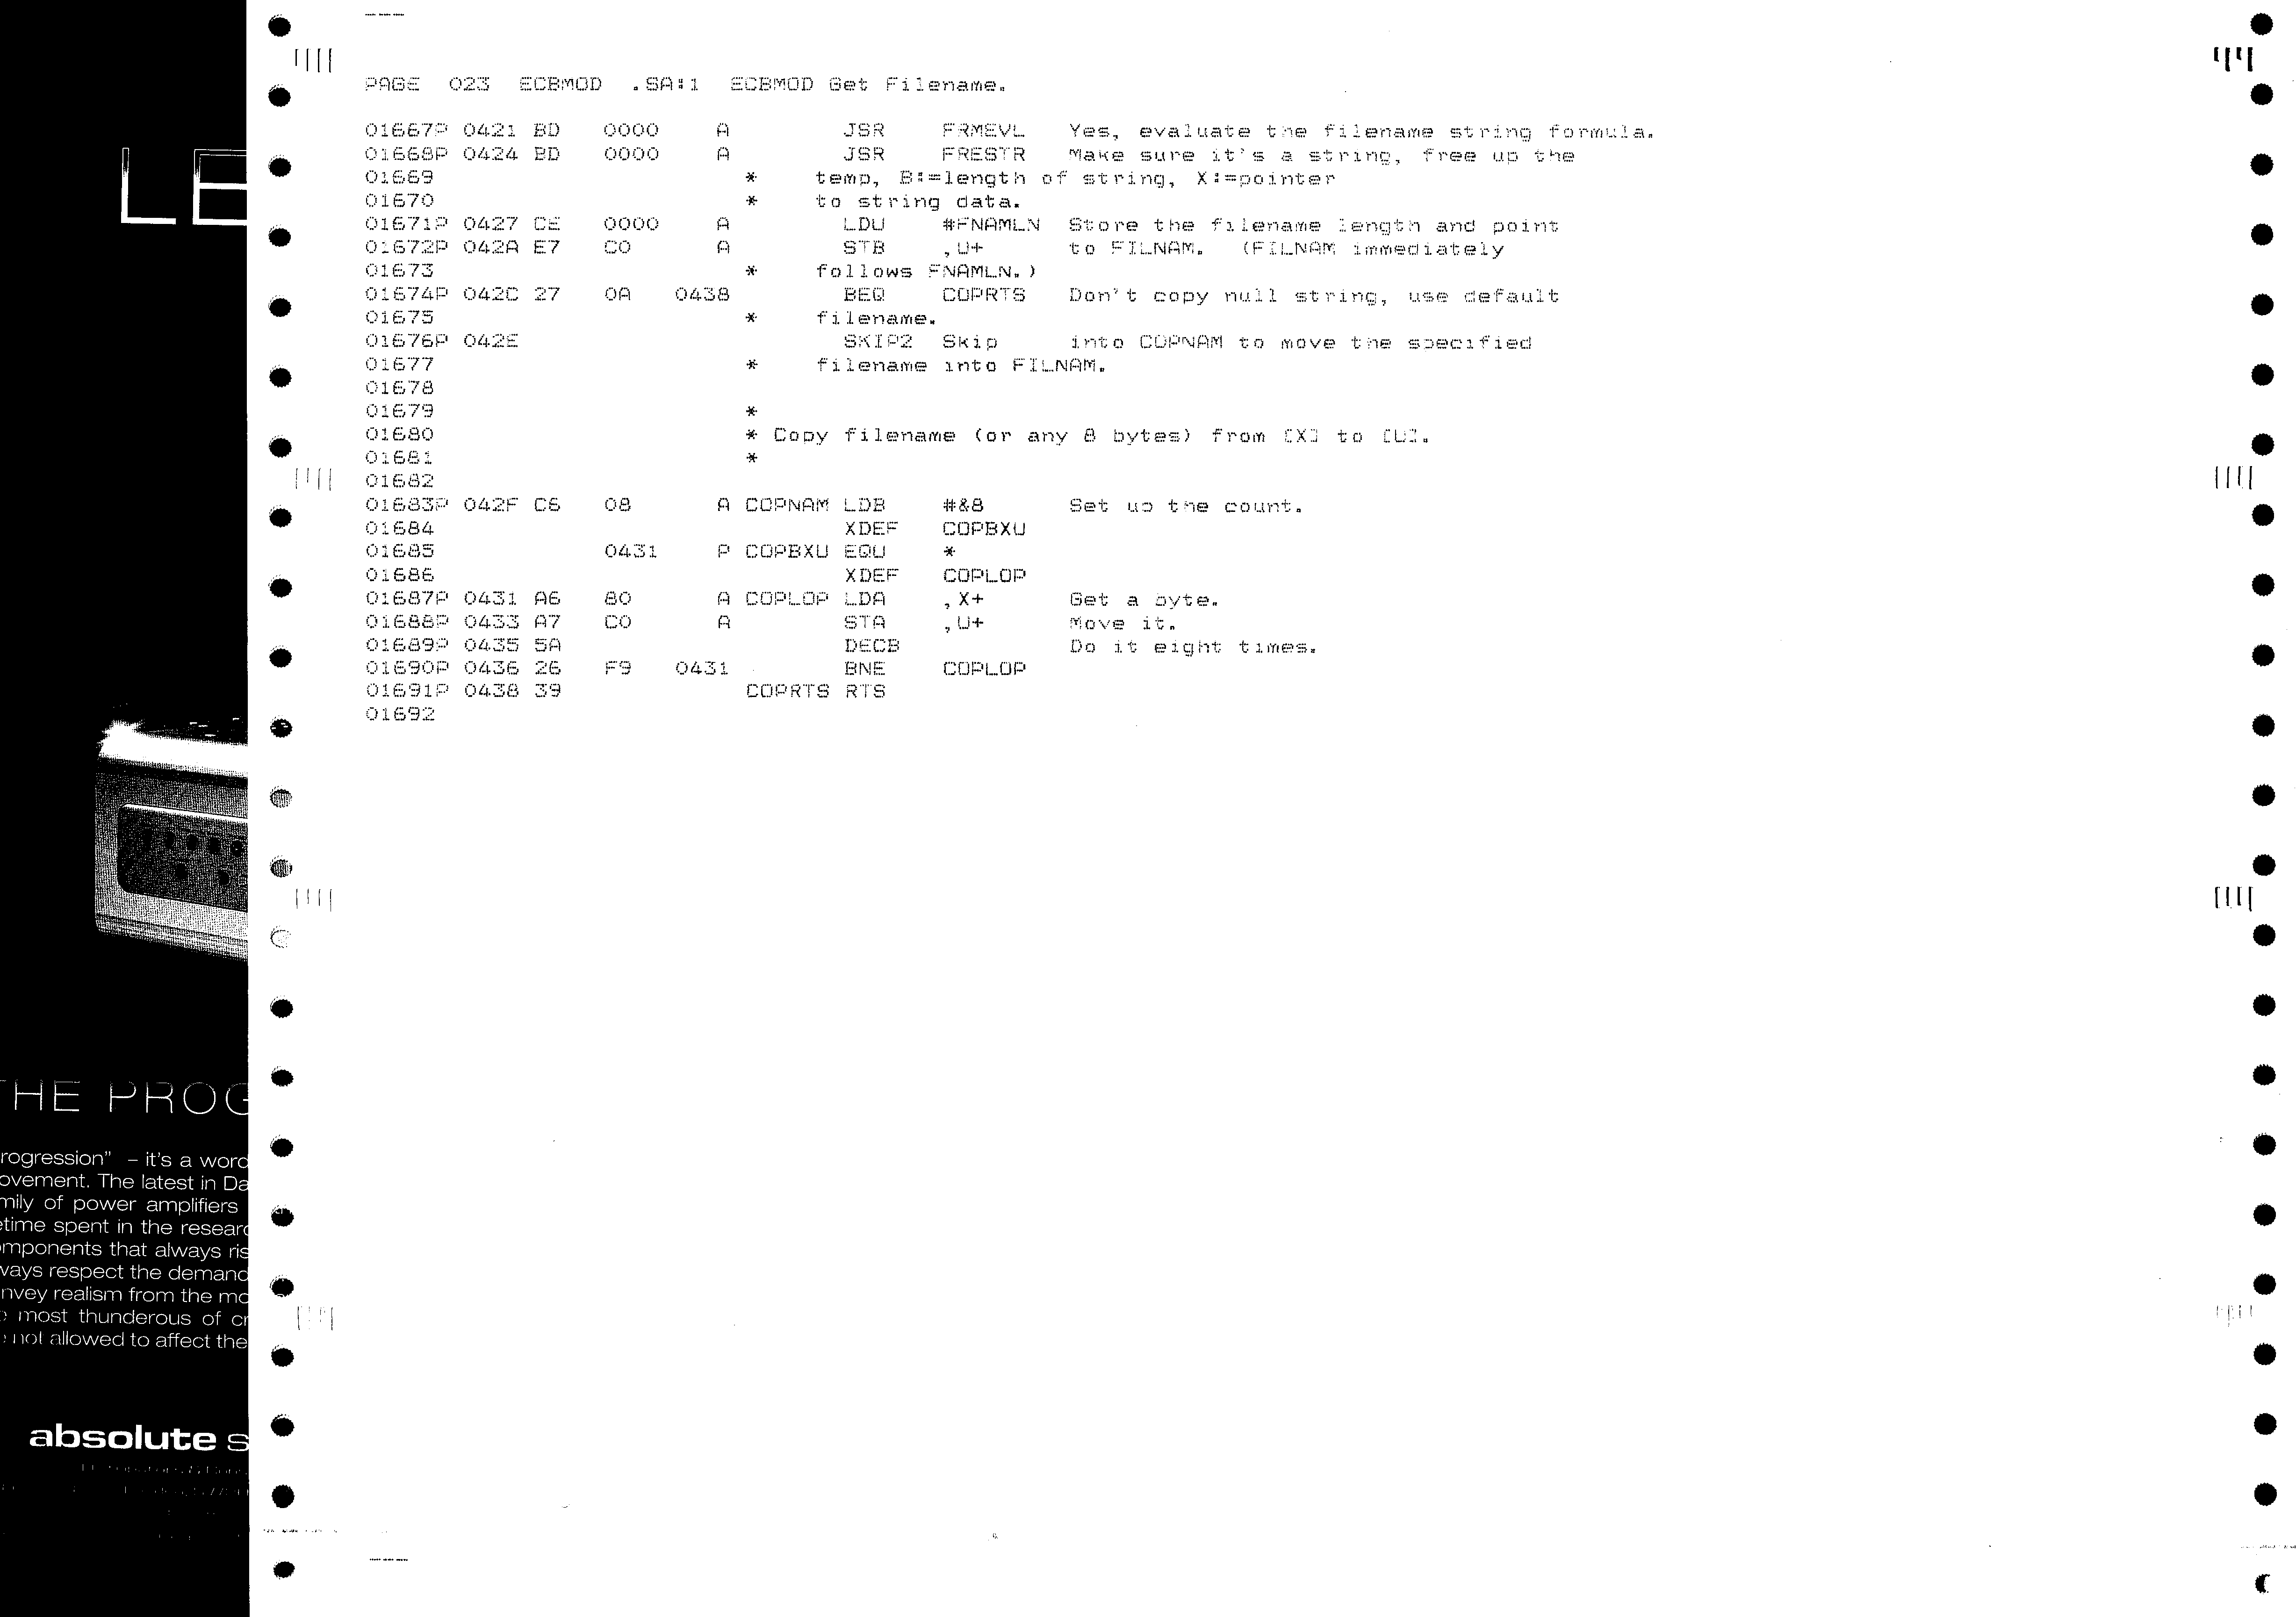 PAGE  023  ECBMOD  .SA:1  ECBMOD Get Filename.
01667P 0421 BD   0000    A        JSR    FRMEVL   Yes, evaluate the filename string formula.
01668P 0424 BD   0000    A        JSR    FRESTR   Make sure it's a string, free up the
01669                      *    temp, B:=length of string, X:=pointer
01670                      *    to string data.
01671P 0427 CE   0000    A        LDU    #FNAMLN  Store the filename length and point
01672P 042A E7   C0      A        STB    ,U+      to FILNAM.  (FILNAM immediately
01673                      *    follows FNAMLN.)
01674P 042C 27   0A   0438        BEQ    COPRTS   Don't copy null string, use default
01675                      *    filename.
01676P 042E                       SKIP2  Skip     into COPNAM to move the specified
01677                      *    filename into FILNAM.
01678
01679                      *
01680                      * Copy filename (or any 8 bytes) from [X] to [U].
01681                      *
01682
01683P 042F C6   08      A COPNAM LDB    #&8      Set up the count.
01684                             XDEF   COPBXU
01685            0431    P COPBXU EQU    *
01686                             XDEF   COPLOP
01687P 0431 A6   80      A COPLOP LDA    ,X+      Get a byte.
01688P 0433 A7   C0      A        STA    ,U+      Move it.
01689P 0435 5A                    DECB            Do it eight times.
01690P 0436 26   F9   0431        BNE    COPLOP
01691P 0438 39             COPRTS RTS
01692
LE
THE PROG
rogression" – it's a word
ovement. The latest in Da
mily of power amplifiers
etime spent in the researc
omponents that always ris
ways respect the demand
nvey realism from the mo
most thunderous of cr
not allowed to affect the
absolute s